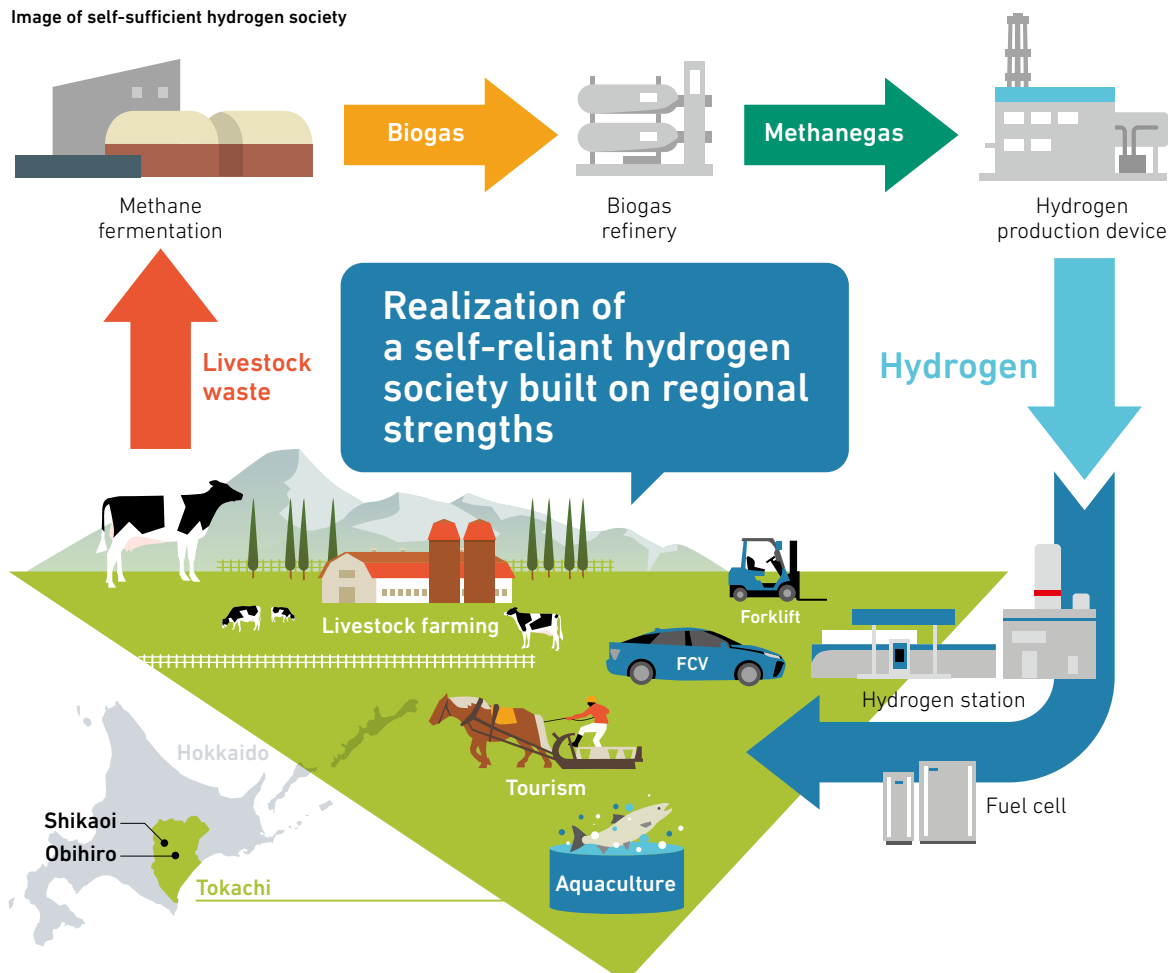 Image of self-sufficient hydrogen society
Biogas
Methanegas
Methane
fermentation
Biogas
refinery
Hydrogen
production device
Realization of
a self-reliant hydrogen
society built on regional
strengths
Livestock
waste
Hydrogen
Livestock farming
Forklift
FCV
Hydrogen station
Hokkaido
Tourism
Fuel cell
Shikaoi
Obihiro
Tokachi
Aquaculture